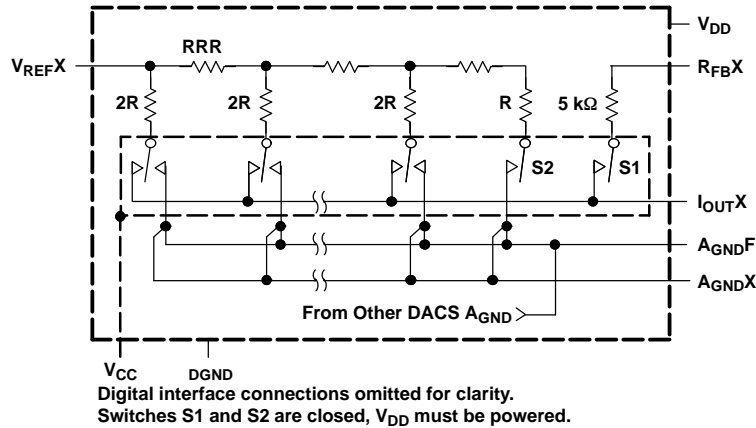 VDD
VREFX
RRR
RFBX
2R
2R
2R
R
5 kΩ
S2
S1
IOUTX
AGNDF
AGNDX
From Other DACS AGND
VCC
DGND
Digital interface connections omitted for clarity.
Switches S1 and S2 are closed, VDD must be powered.